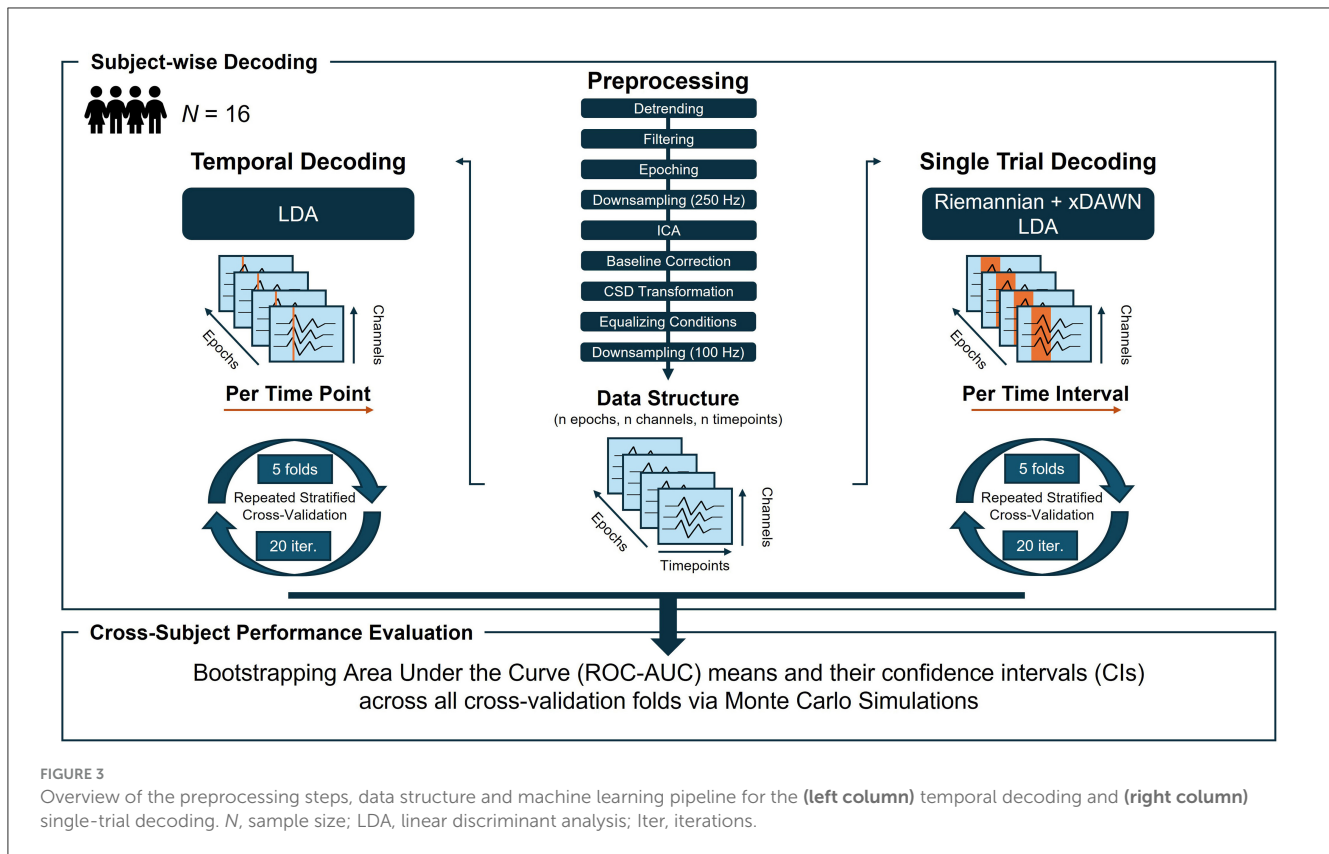 Subject-wise Decoding
N = 16
Preprocessing
Detrending
Filtering
Epoching
Downsampling (250 Hz)
ICA
Baseline Correction
CSD Transformation
Equalizing Conditions
Downsampling (100 Hz)
Data Structure
(n epochs, n channels, n timepoints)
Epochs
Channels
Timepoints
Temporal Decoding
LDA
Epochs
Channels
Per Time Point
5 folds
Repeated Stratified
Cross-Validation
20 iter.
Single Trial Decoding
Riemannian + xDAWN
LDA
Epochs
Channels
Per Time Interval
5 folds
Repeated Stratified
Cross-Validation
20 iter.
Cross-Subject Performance Evaluation
Bootstrapping Area Under the Curve (ROC-AUC) means and their confidence intervals (CIs)
across all cross-validation folds via Monte Carlo Simulations
FIGURE 3
Overview of the preprocessing steps, data structure and machine learning pipeline for the (left column) temporal decoding and (right column)
single-trial decoding. N, sample size; LDA, linear discriminant analysis; Iter, iterations.